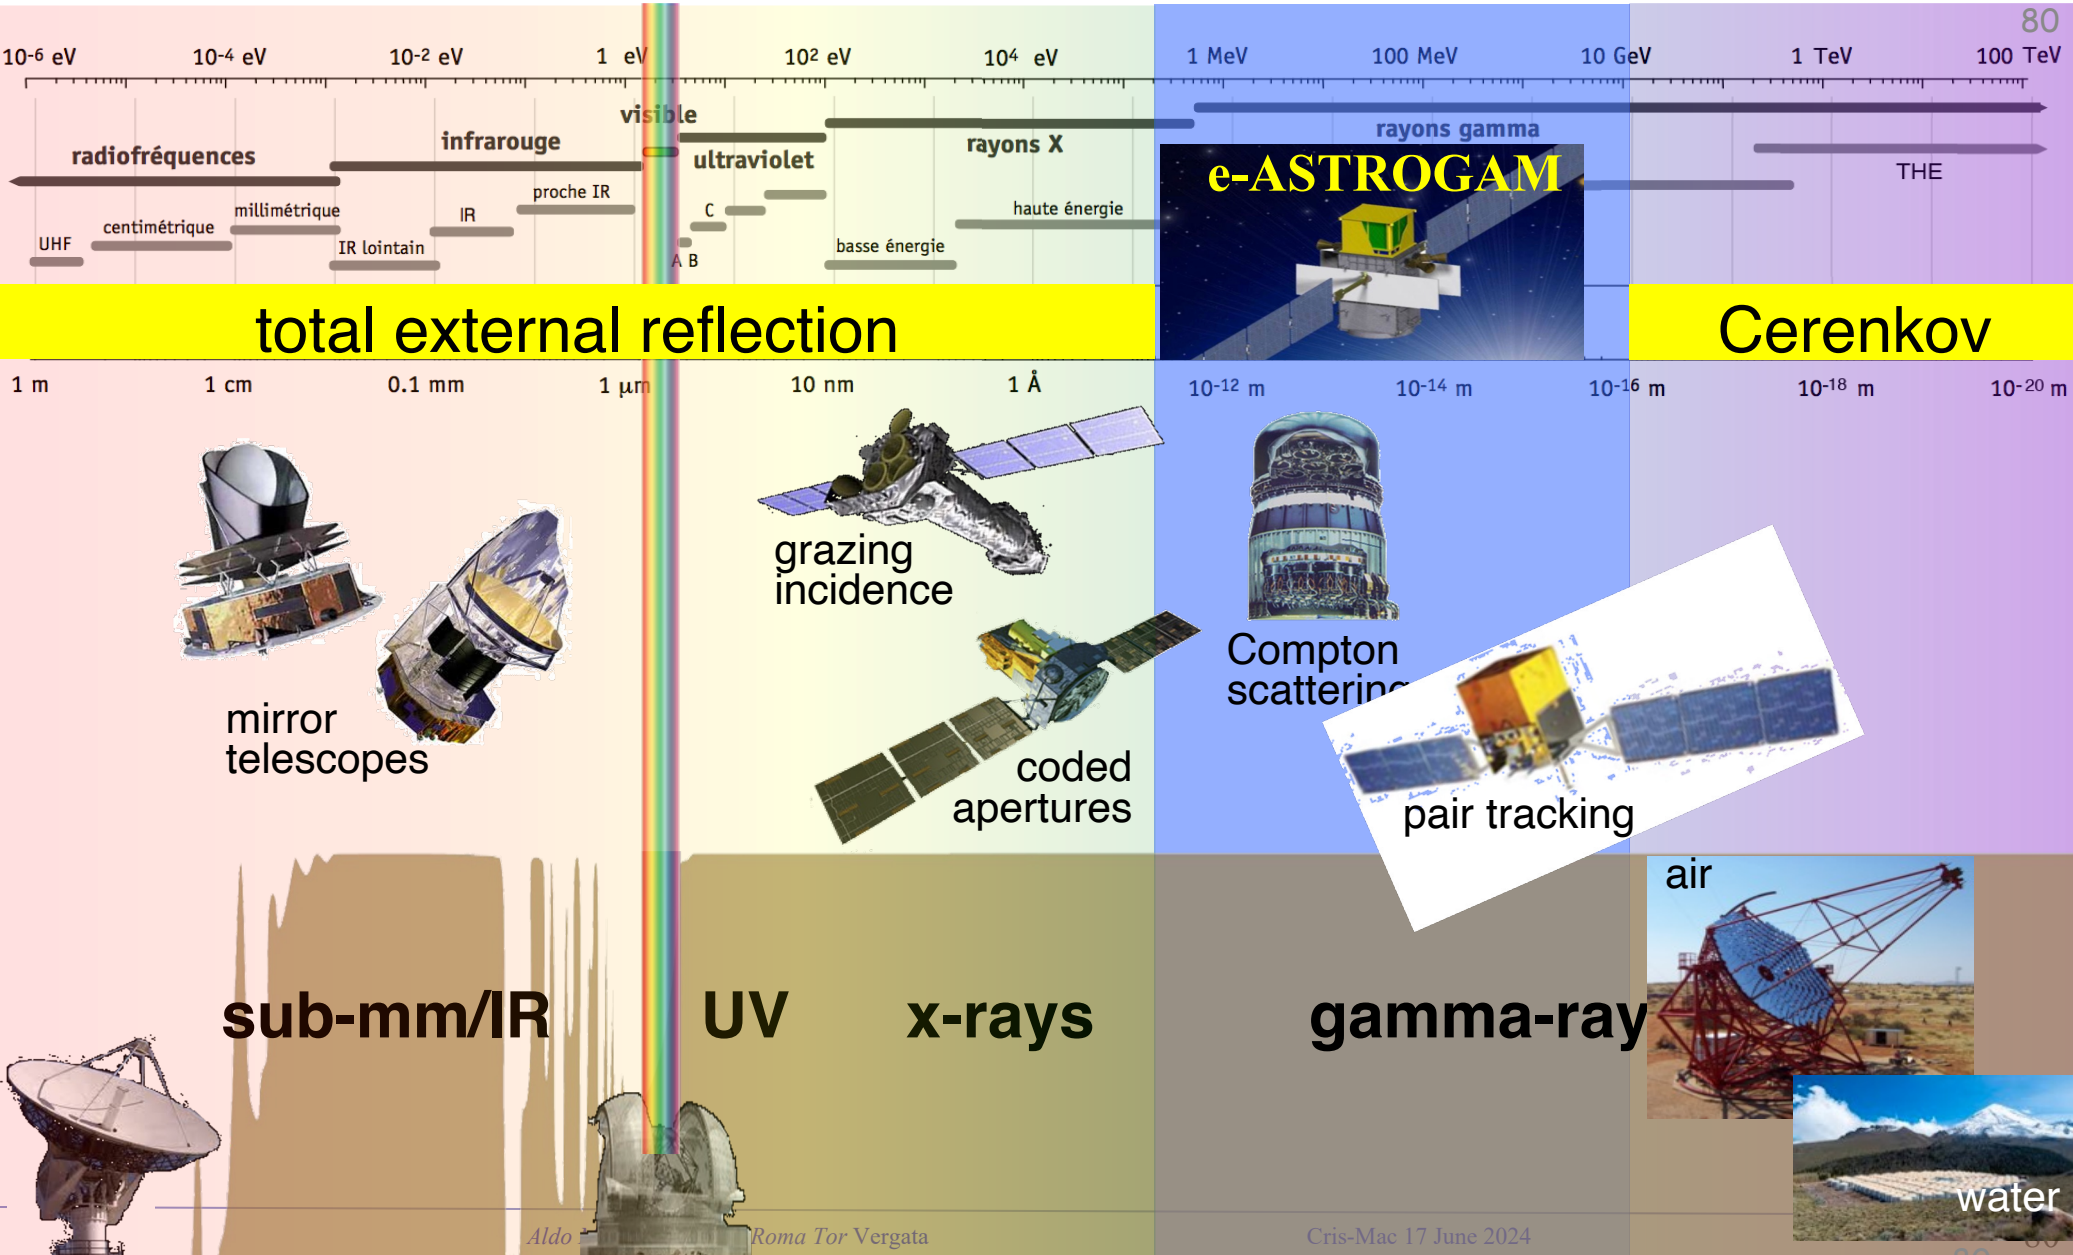 80
10-6 eV 10-4 eV 10-2 eV 1 eV 102 eV 104 eV 1 MeV 100 MeV 10 GeV 1 TeV 100 TeV
visible
rayons gamma
infrarouge
rayons X
radiofréquences
ultraviolet
THE
e-ASTROGAM
proche IR
millimétrique
IR
C
haute énergie
centimétrique
UHF
IR lointain
A B
basse énergie
total external reflection
Cerenkov
1 m 1 cm 0.1 mm 1 µm 10 nm 1 Å 10-12 m 10-14 m 10-16 m 10-18 m 10-20 m
grazing
incidence
Compton
scattering
mirror
telescopes
coded
apertures
pair tracking
air
sub-mm/IR UV x-rays gamma-ray
water
Aldo Roma Tor Vergata
Cris-Mac 17 June 2024